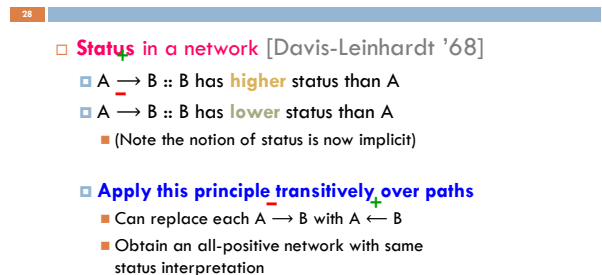 28
Status in a network [Davis-Leinhardt '68]
+
A ⟶ B :: B has higher status than A
−
A ⟶ B :: B has lower status than A
(Note the notion of status is now implicit)
Apply this principle transitively over paths
− +
Can replace each A ⟶ B with A ⟵ B
Obtain an all-positive network with same
status interpretation